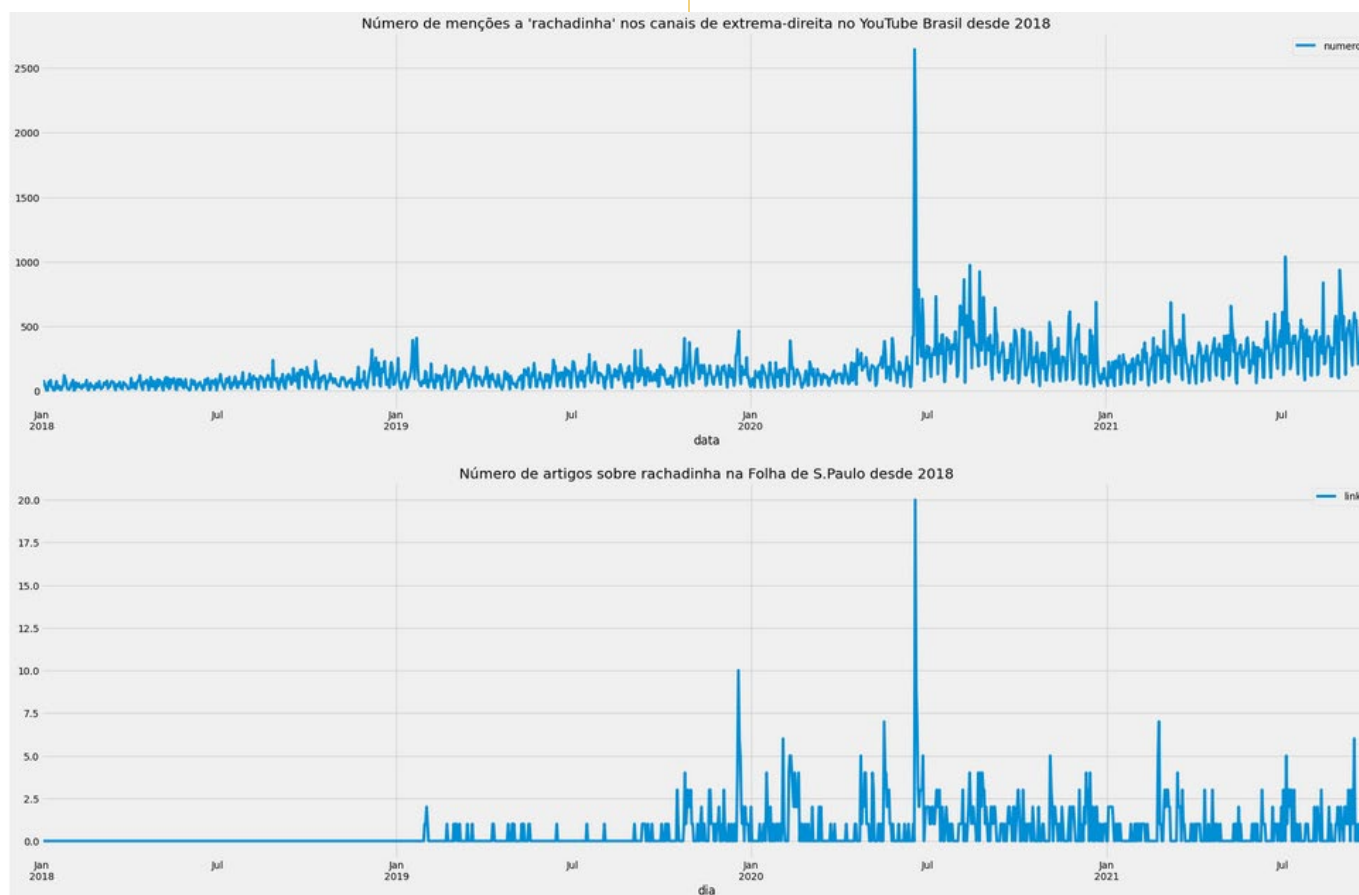 Número de menções a 'rachadinha' nos canais de extrema-direita no YouTube Brasil desde 2018
numero
2500
2000
1500
1000
500
0
Jan Jul Jan Jul Jan Jul Jan Jul
2018 2019 2020 2021
data
Número de artigos sobre rachadinha na Folha de S.Paulo desde 2018
link
20.0
17.5
15.0
12.5
10.0
7.5
5.0
2.5
0.0
Jan Jul Jan Jul Jan Jul Jan Jul
2018 2019 2020 2021
dia